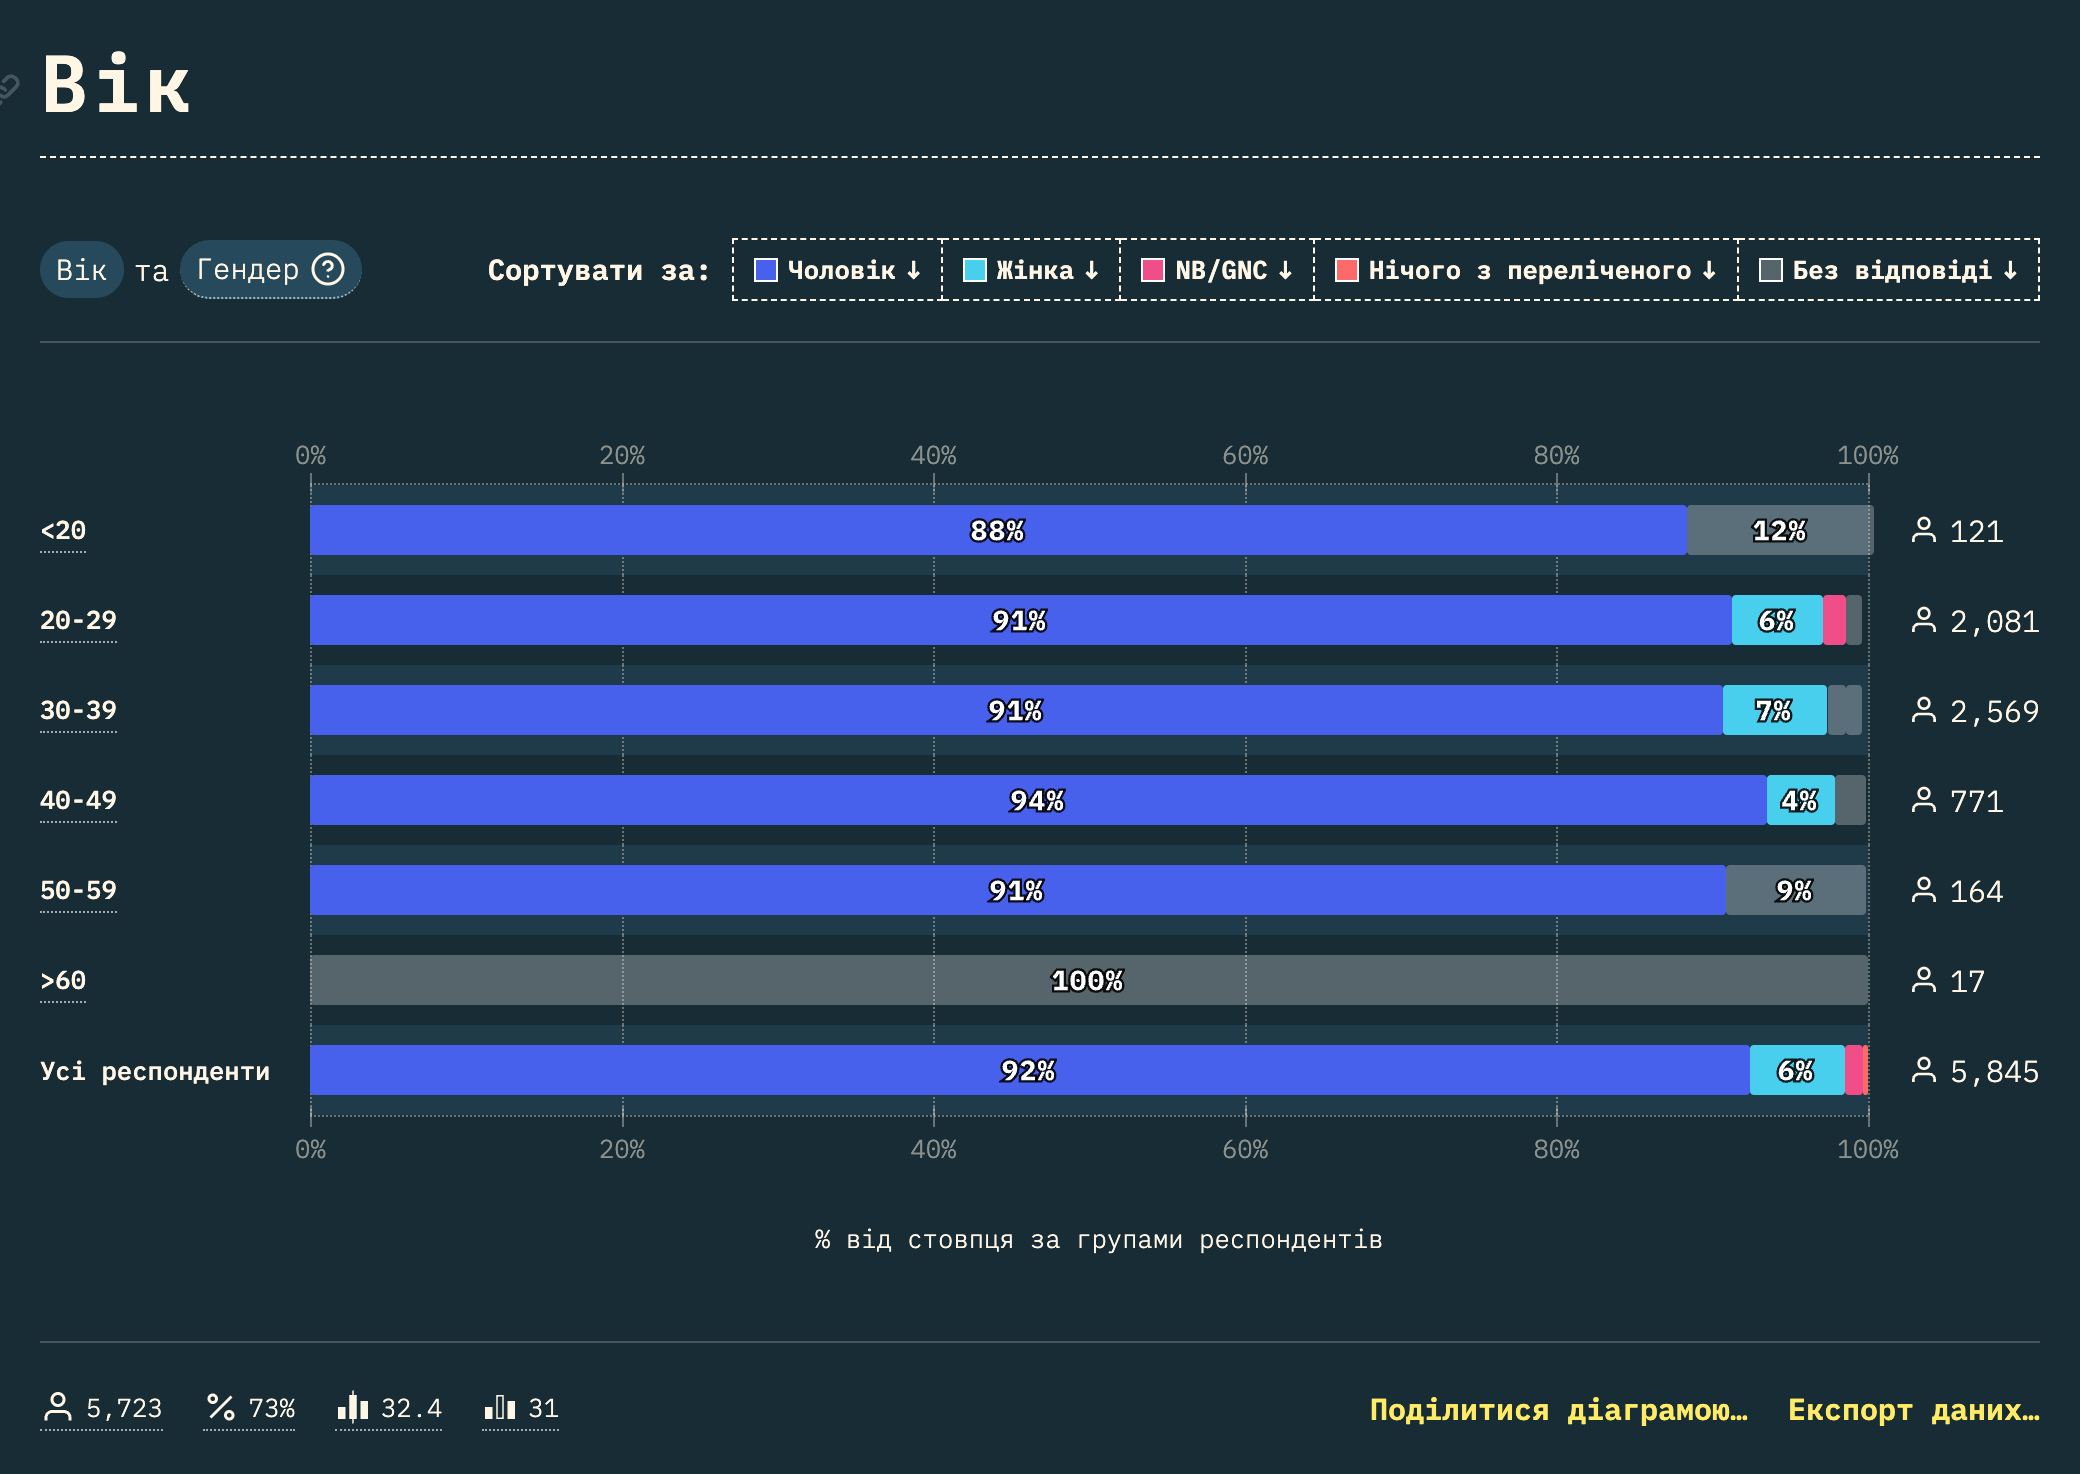 Вік
Вік та Гендер
Сортувати за: Чоловік ↓ Жінка ↓ NB/GNC ↓ Нічого з переліченого ↓ Без відповіді ↓
0% 20% 40% 60% 80% 100%
<20 88% 12% 121
20-29 91% 6% 2,081
30-39 91% 7% 2,569
40-49 94% 4% 771
50-59 91% 9% 164
>60 100% 17
Усі респонденти 92% 6% 5,845
0% 20% 40% 60% 80% 100%
% від стовпця за групами респондентів
5,723 % 73% 32.4 31 Поділитися діаграмою… Експорт даних…